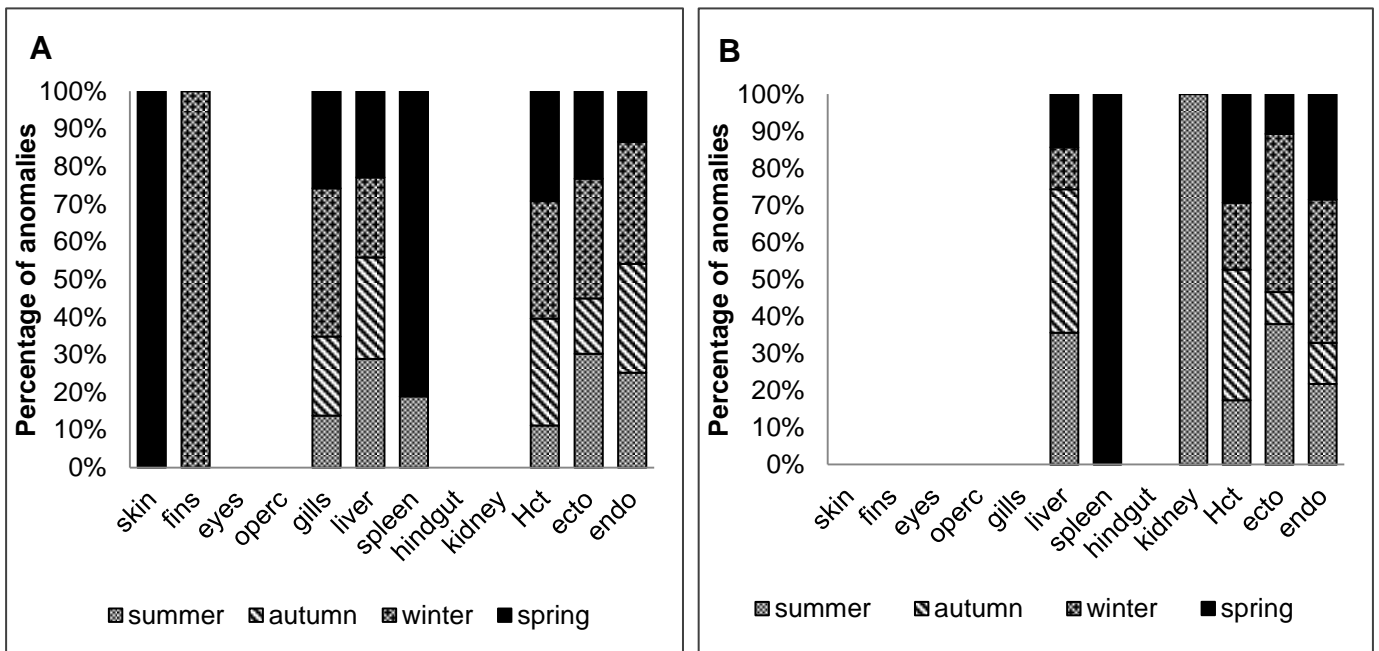 A
Percentage of anomalies
100%
90%
80%
70%
60%
50%
40%
30%
20%
10%
0%
skin
fins
eyes
operc
gills
liver
spleen
hindgut
kidney
Hct
ecto
endo
summer autumn winter spring
B
Percentage of anomalies
100%
90%
80%
70%
60%
50%
40%
30%
20%
10%
0%
skin
fins
eyes
operc
gills
liver
spleen
hindgut
kidney
Hct
ecto
endo
summer autumn winter spring